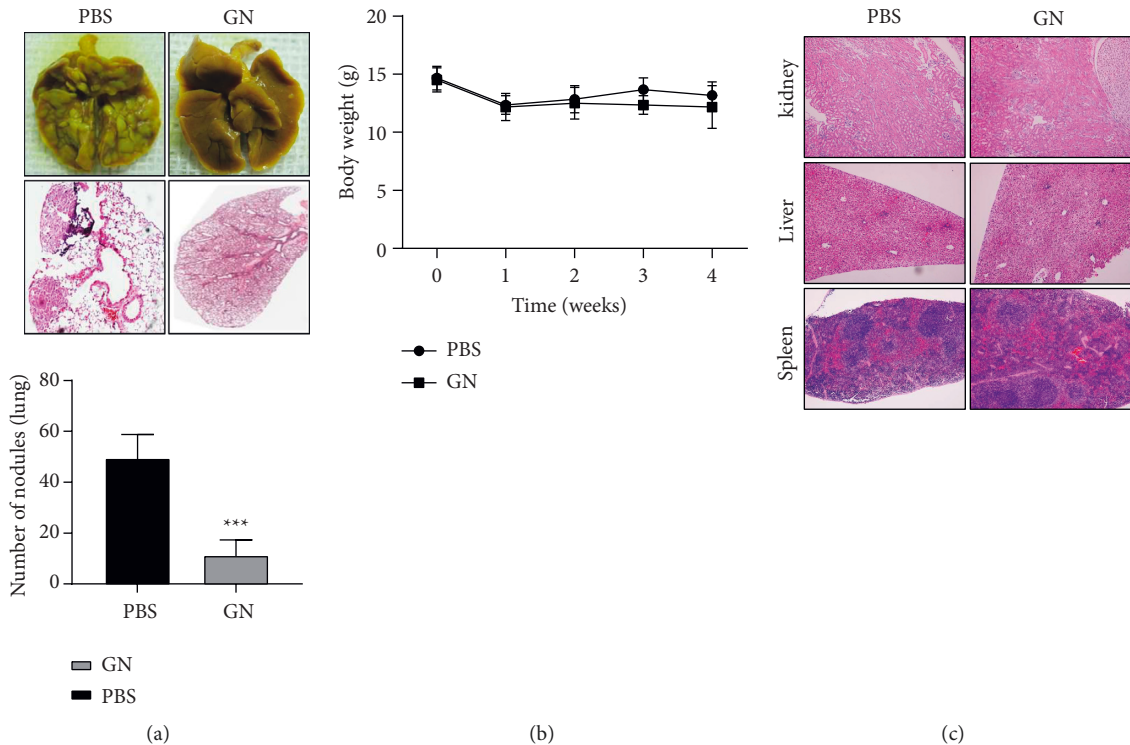 PBS GN
Number of nodules (lung)
80
60
40
20
0
***
PBS GN
GN
PBS
(a)
Body weight (g)
20
15
10
5
0
0 1 2 3 4
Time (weeks)
PBS
GN
(b)
PBS GN
kidney
Liver
Spleen
(c)